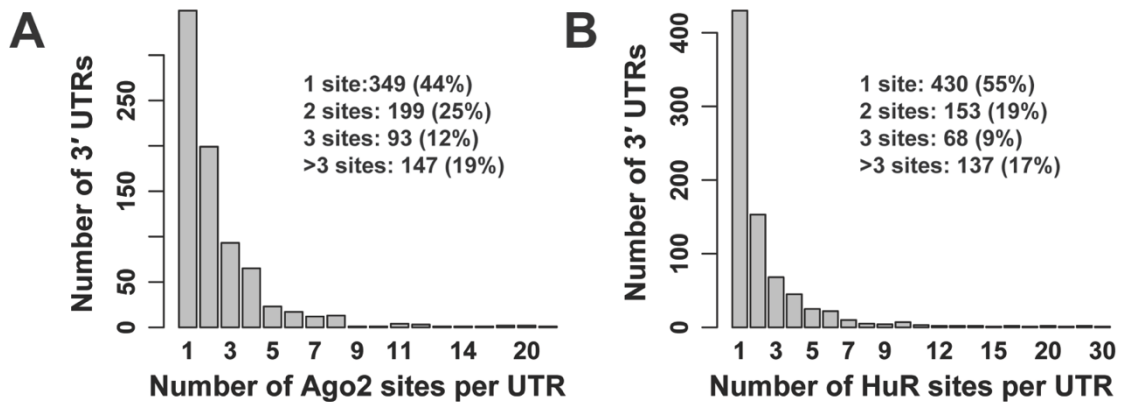 A
Number of 3′ UTRs
250
150
50
0
1 site:349 (44%)
2 sites: 199 (25%)
3 sites: 93 (12%)
>3 sites: 147 (19%)
1 3 5 7 9 11 14 20
Number of Ago2 sites per UTR
B
Number of 3′ UTRs
400
300
200
100
0
1 site: 430 (55%)
2 sites: 153 (19%)
3 sites: 68 (9%)
>3 sites: 137 (17%)
1 3 5 7 9 12 15 20 30
Number of HuR sites per UTR